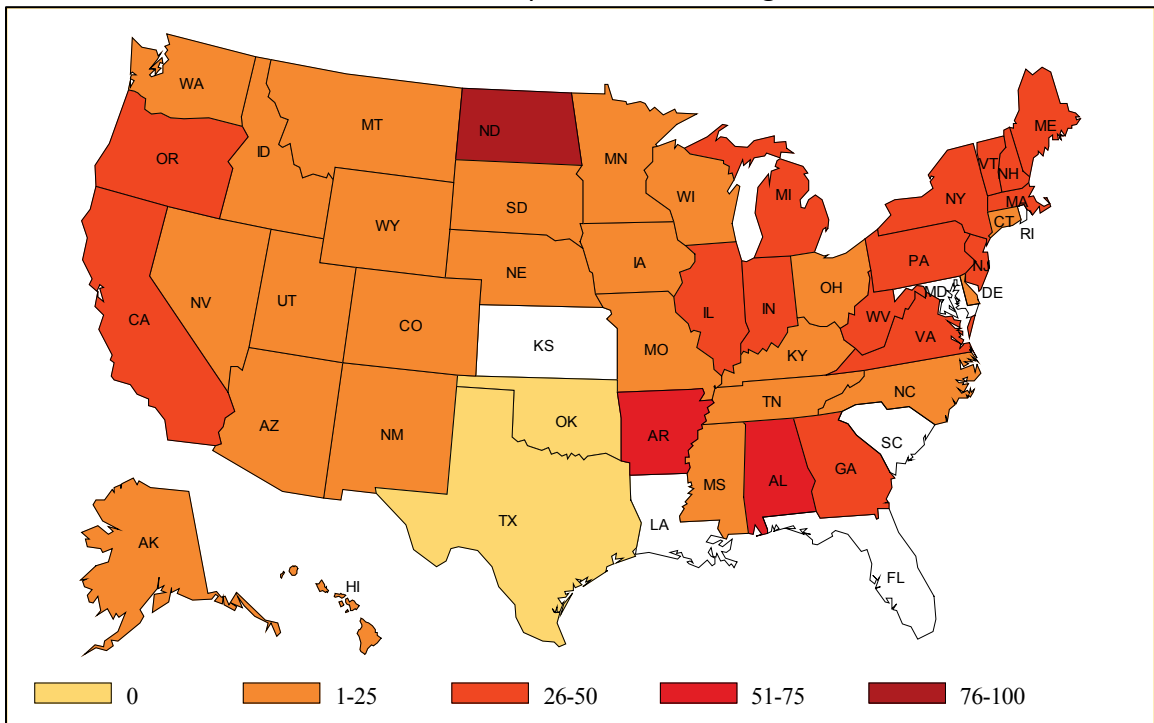 WA
MT
ND
MN
ME
OR
ID
VT
NH
WI
MI
NY
MA
SD
WY
CT
RI
IA
PA
NE
NJ
OH
MD
DE
NV
UT
IL
IN
CO
WV
CA
VA
KS
MO
KY
NC
TN
AZ
OK
NM
AR
SC
GA
MS
AL
TX
LA
AK
FL
HI
0
1-25
26-50
51-75
76-100